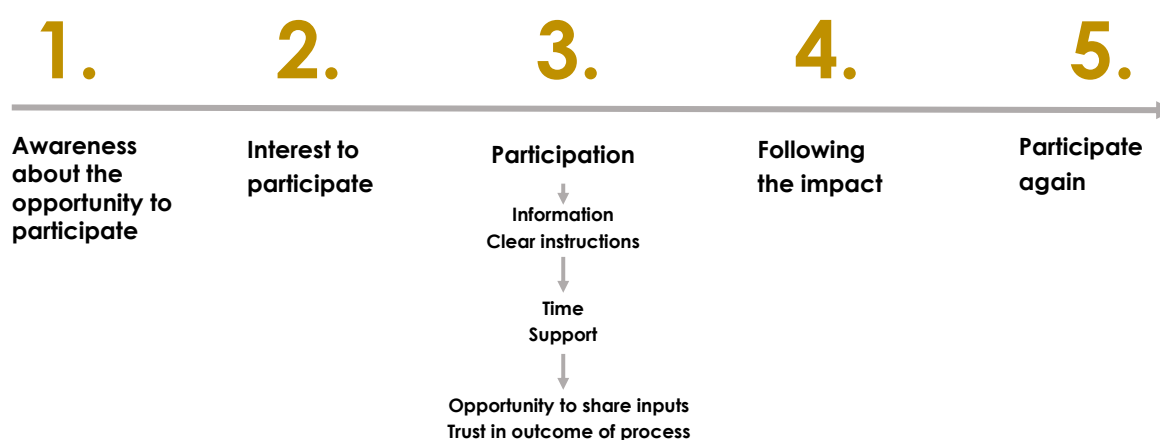 1.
2.
3.
4.
5.
Awareness
about the
opportunity to
participate
Interest to
participate
Participation
Information
Clear instructions
Time
Support
Opportunity to share inputs
Trust in outcome of process
Following
the impact
Participate
again